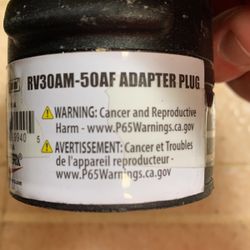 RV30AM-50AF ADAPTER PLUG
WARNING: Cancer and Reproductive
Harm - www.P65Warnings.ca.gov
AVERTISSEMENT: Cancer et Troubles
de l'appareil reproducteur -
www.P65Warnings.ca.gov